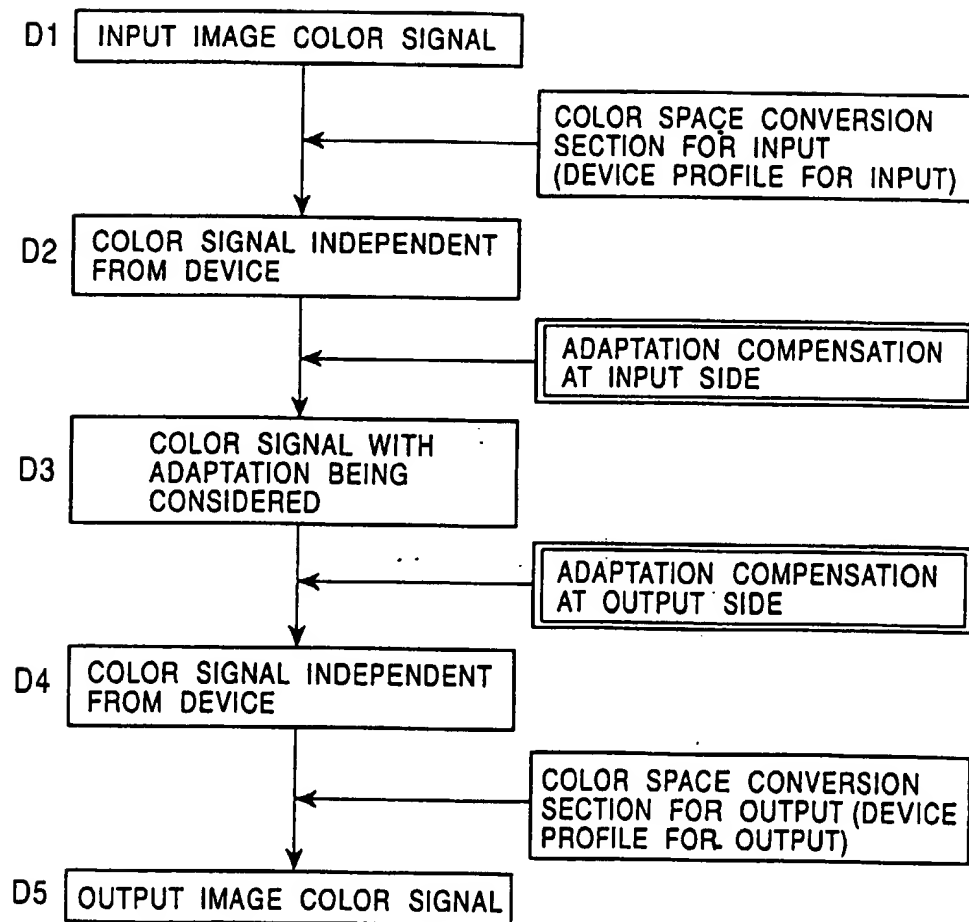 D1 INPUT IMAGE COLOR SIGNAL
COLOR SPACE CONVERSION
SECTION FOR INPUT
(DEVICE PROFILE FOR INPUT)
D2 COLOR SIGNAL INDEPENDENT
FROM DEVICE
ADAPTATION COMPENSATION
AT INPUT SIDE
D3 COLOR SIGNAL WITH
ADAPTATION BEING
CONSIDERED
ADAPTATION COMPENSATION
AT OUTPUT SIDE
D4 COLOR SIGNAL INDEPENDENT
FROM DEVICE
COLOR SPACE CONVERSION
SECTION FOR OUTPUT (DEVICE
PROFILE FOR OUTPUT)
D5 OUTPUT IMAGE COLOR SIGNAL